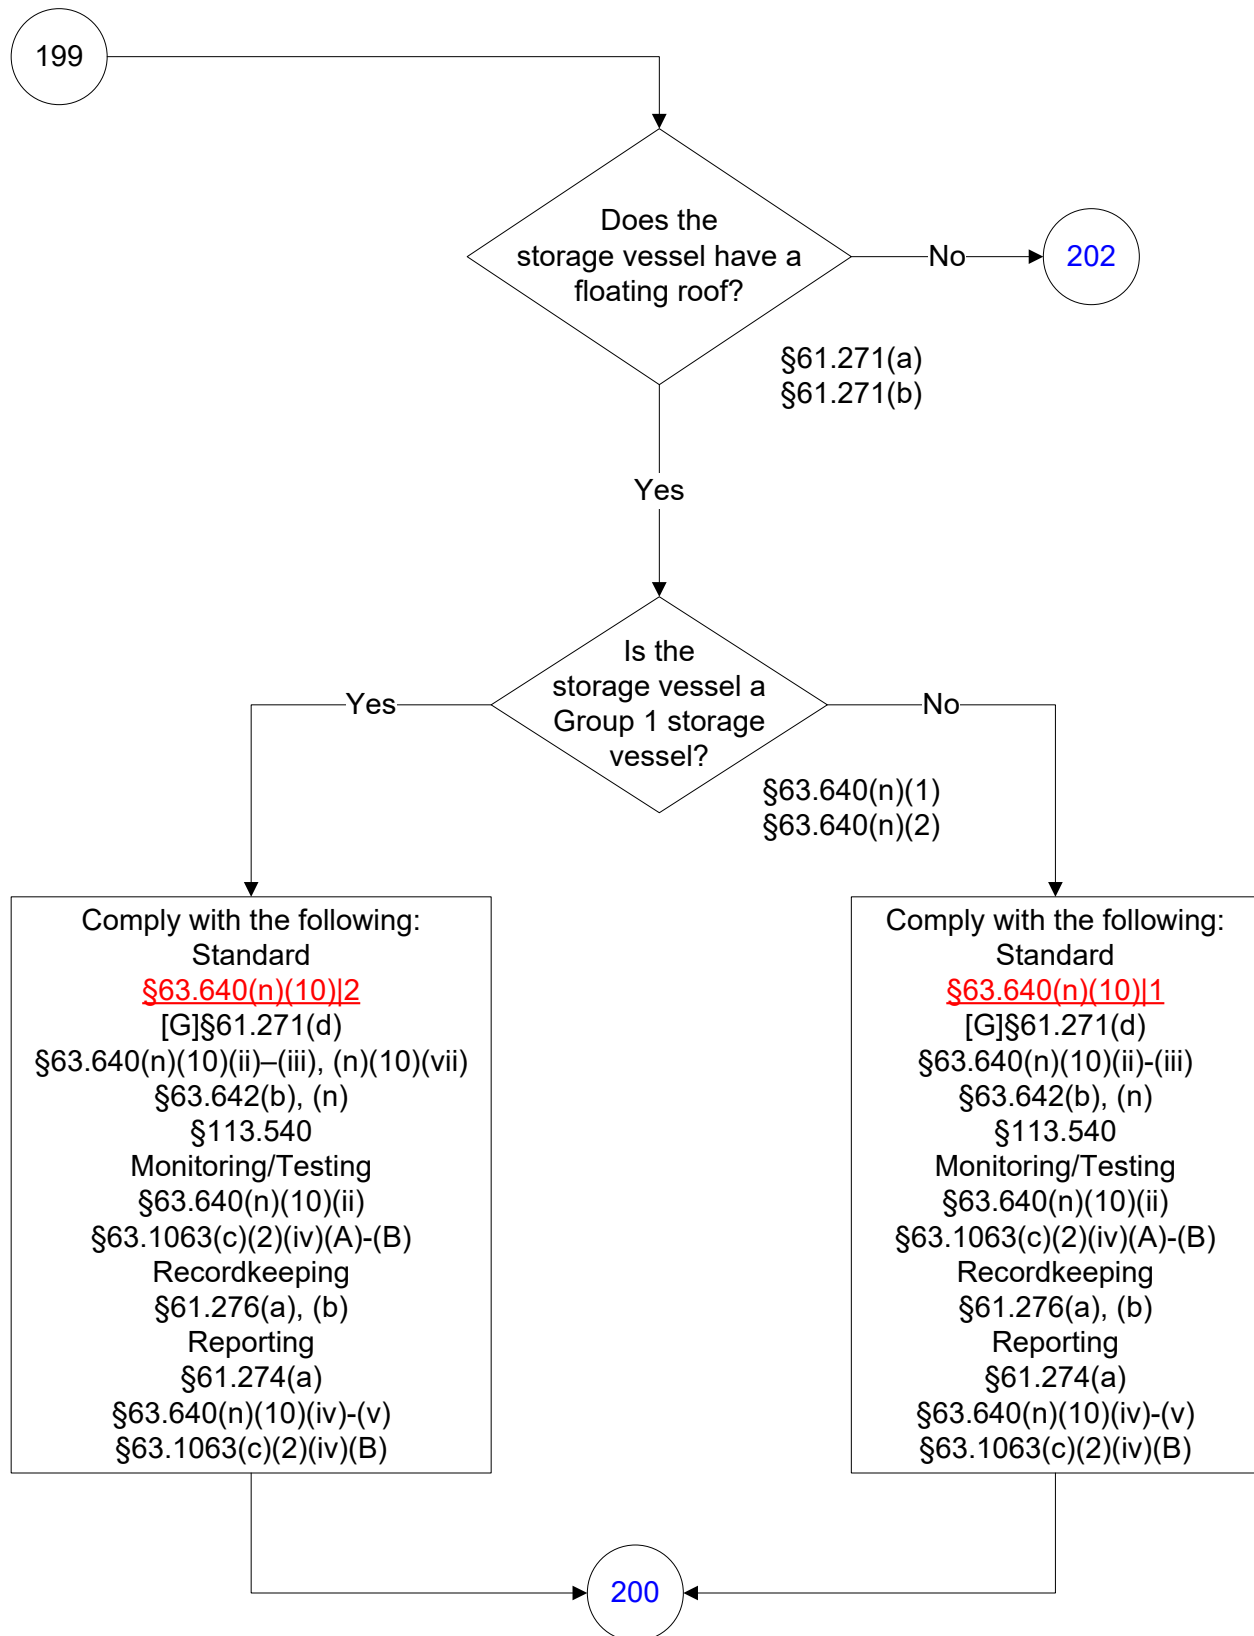 199
Does the
storage vessel have a
floating roof?
No
202
§61.271(a)
§61.271(b)
Yes
Is the
storage vessel a
Group 1 storage
vessel?
Yes
No
§63.640(n)(1)
§63.640(n)(2)
Comply with the following:
Standard
§63.640(n)(10)|2
[G]§61.271(d)
§63.640(n)(10)(ii)–(iii), (n)(10)(vii)
§63.642(b), (n)
§113.540
Monitoring/Testing
§63.640(n)(10)(ii)
§63.1063(c)(2)(iv)(A)-(B)
Recordkeeping
§61.276(a), (b)
Reporting
§61.274(a)
§63.640(n)(10)(iv)-(v)
§63.1063(c)(2)(iv)(B)
Comply with the following:
Standard
§63.640(n)(10)|1
[G]§61.271(d)
§63.640(n)(10)(ii)-(iii)
§63.642(b), (n)
§113.540
Monitoring/Testing
§63.640(n)(10)(ii)
§63.1063(c)(2)(iv)(A)-(B)
Recordkeeping
§61.276(a), (b)
Reporting
§61.274(a)
§63.640(n)(10)(iv)-(v)
§63.1063(c)(2)(iv)(B)
200